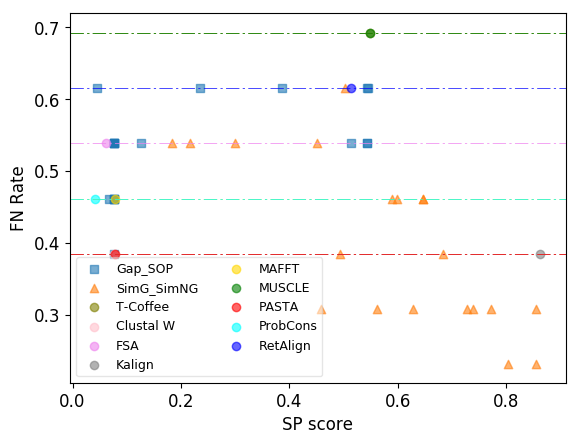 0.7
0.6
0.5
0.4
0.3
FN Rate
Gap_SOP
SimG_SimNG
T-Coffee
Clustal W
FSA
Kalign
MAFFT
MUSCLE
PASTA
ProbCons
RetAlign
0.0 0.2 0.4 0.6 0.8
SP score